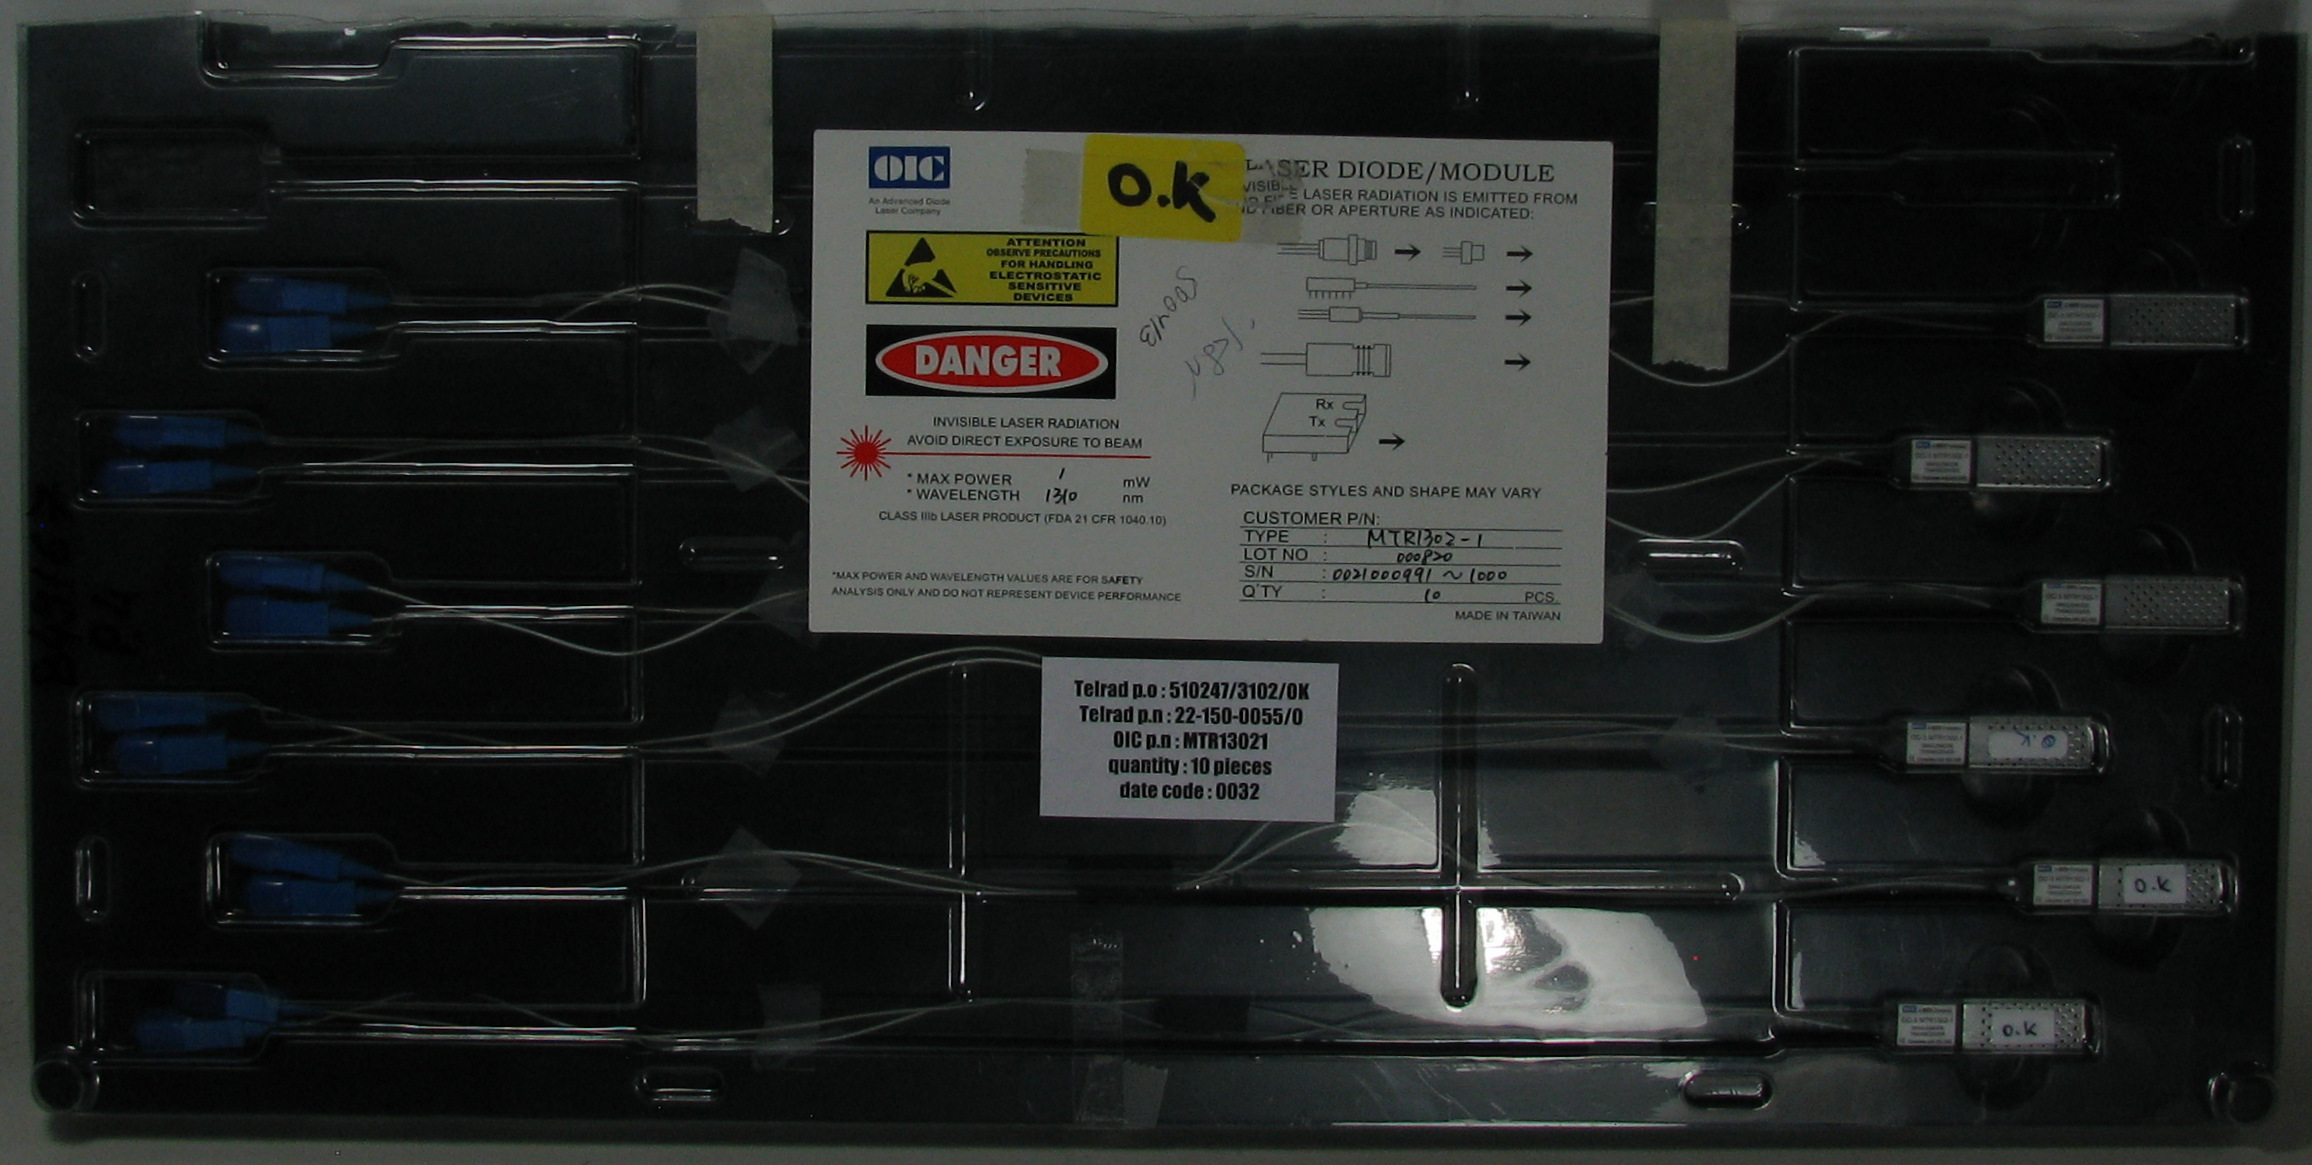 OIC
An Advanced Diode
Laser Company
O.K
LASER DIODE/MODULE
VISIBLE
E LASER RADIATION IS EMITTED FROM
FIBER OR APERTURE AS INDICATED:
ATTENTION
OBSERVE PRECAUTIONS
FOR HANDLING
ELECTROSTATIC
SENSITIVE
DEVICES
DANGER
INVISIBLE LASER RADIATION
AVOID DIRECT EXPOSURE TO BEAM
* MAX POWER 1 mW
* WAVELENGTH 1310 nm
CLASS IIIb LASER PRODUCT (FDA 21 CFR 1040.10)
*MAX POWER AND WAVELENGTH VALUES ARE FOR SAFETY
ANALYSIS ONLY AND DO NOT REPRESENT DEVICE PERFORMANCE
Rx
Tx
PACKAGE STYLES AND SHAPE MAY VARY
CUSTOMER P/N:
TYPE : MTR1302-1
LOT NO : 000820
S/N : 0021000991 ~ 1000
Q'TY : 10 PCS.
MADE IN TAIWAN
Telrad p.o : 510247/3102/0K
Telrad p.n : 22-150-0055/0
OIC p.n : MTR13021
quantity : 10 pieces
date code : 0032
O.K
O.K
O.K